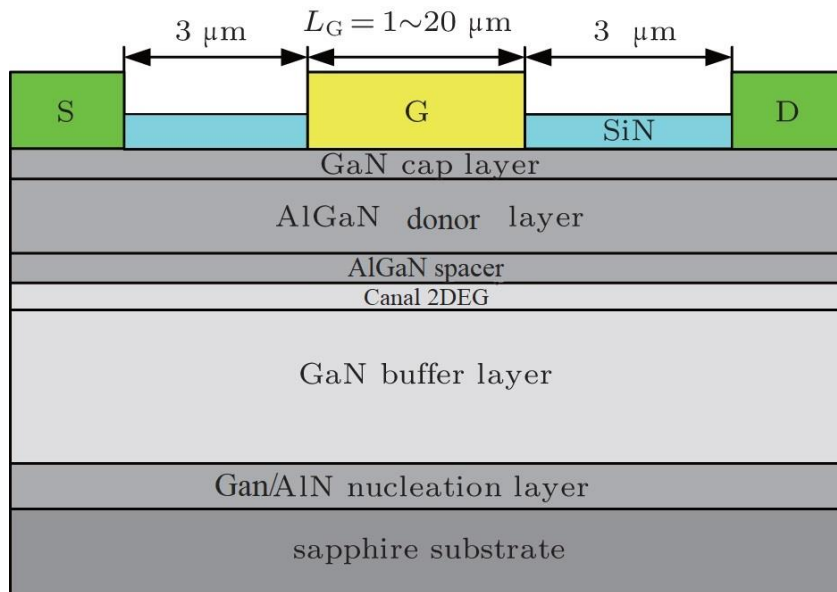 3 µm
L_G = 1~20 µm
3 µm
S
G
SiN
D
GaN cap layer
AlGaN donor layer
AlGaN spacer
Canal 2DEG
GaN buffer layer
Gan/AlN nucleation layer
sapphire substrate